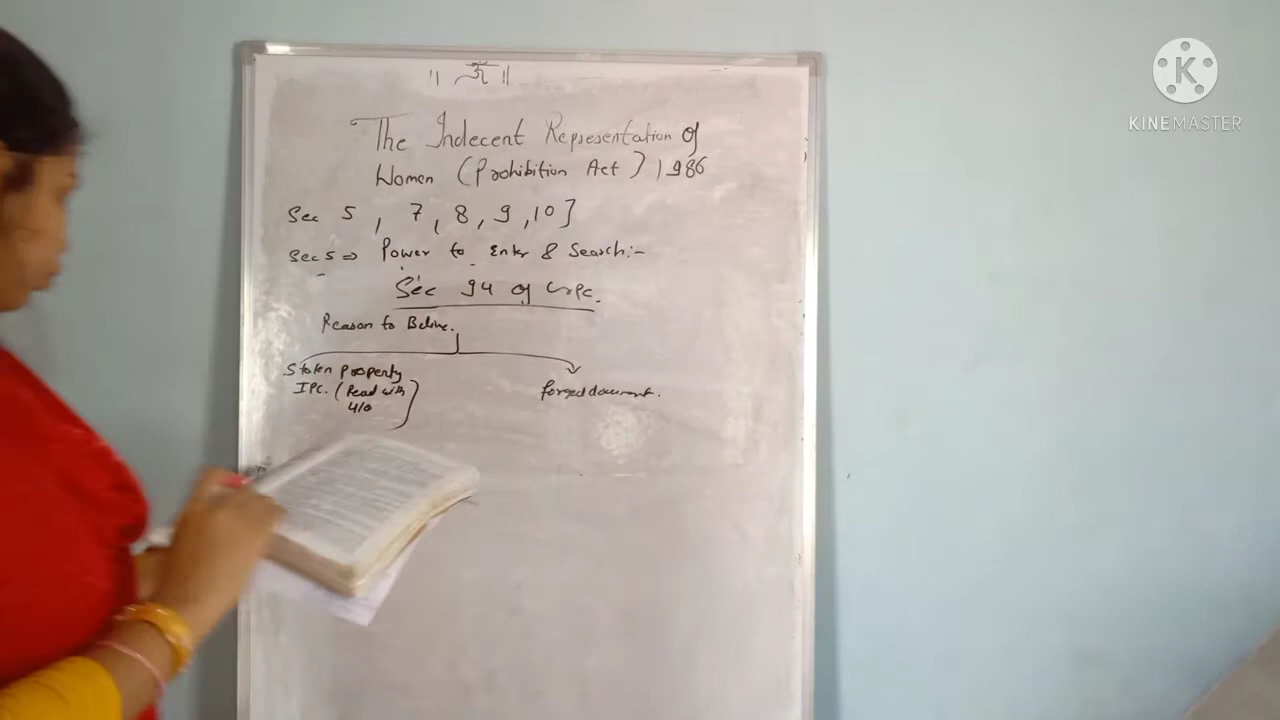 ॥ ॐ ॥
The Indecent Representation of
Women (Prohibition Act) 1986
Sec 5, 7, 8, 9, 10]
Sec 5 ⇒ Power to Enter & Search:-
Sec 94 of CrPC.
Reason to Belive.
Stolen property
IPC. (Read with
410
forged document.
K
KINEMASTER